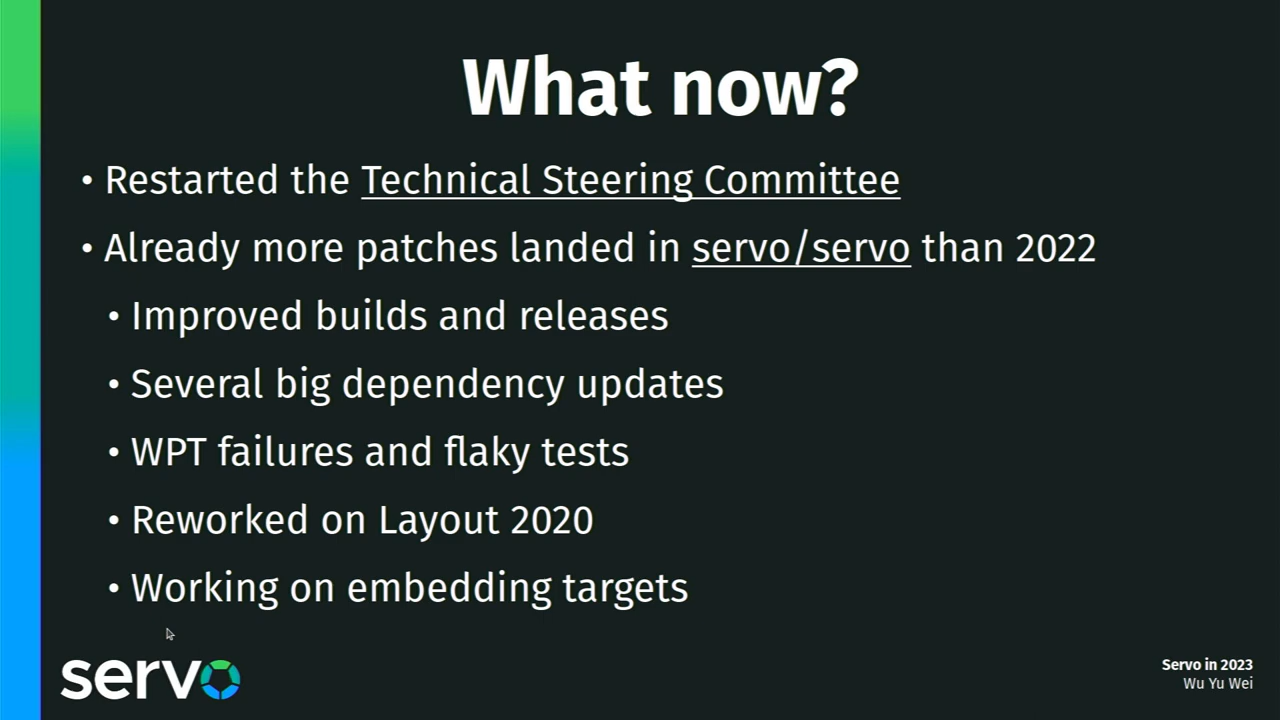 What now?
• Restarted the Technical Steering Committee
• Already more patches landed in servo/servo than 2022
• Improved builds and releases
• Several big dependency updates
• WPT failures and flaky tests
• Reworked on Layout 2020
• Working on embedding targets
servo
Servo in 2023
Wu Yu Wei